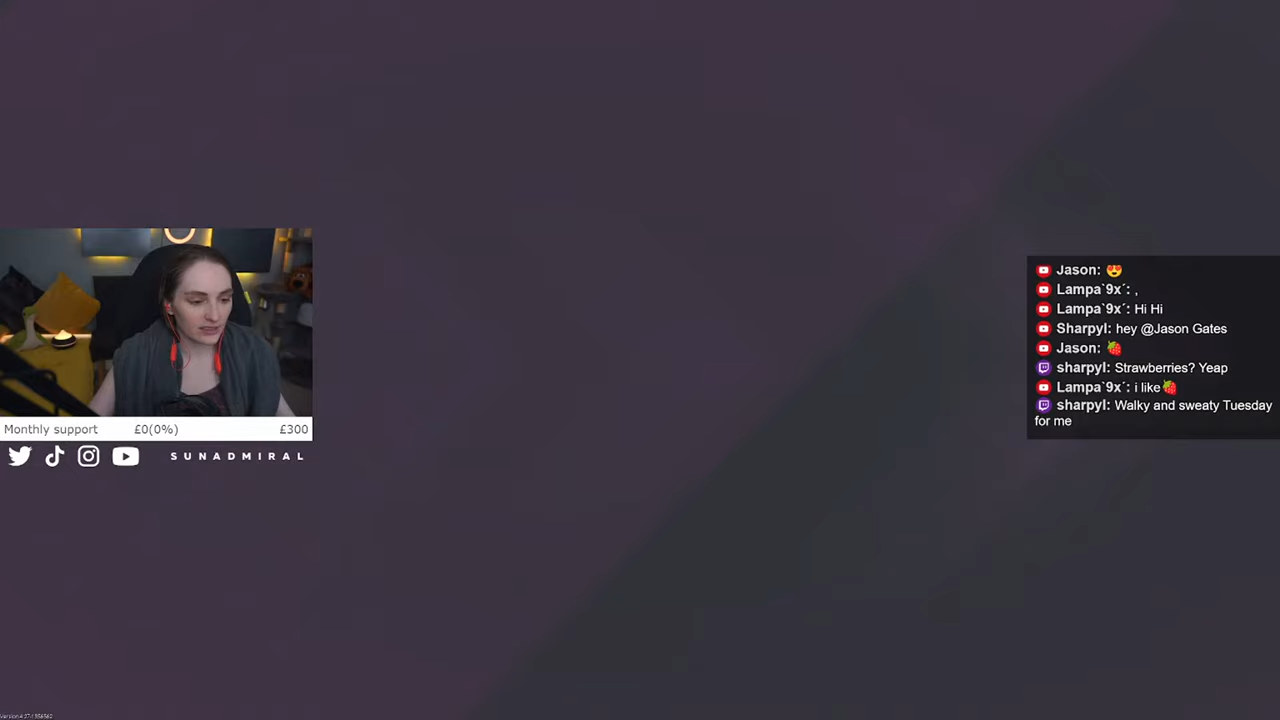 Jason: 😍
Lampa`9x´: ,
Lampa`9x´: Hi Hi
Sharpyl: hey @Jason Gates
Jason: 🍓
sharpyl: Strawberries? Yeap
Lampa`9x´: i like🍓
sharpyl: Walky and sweaty Tuesday
for me
Monthly support £0(0%) £300
SUNADMIRAL